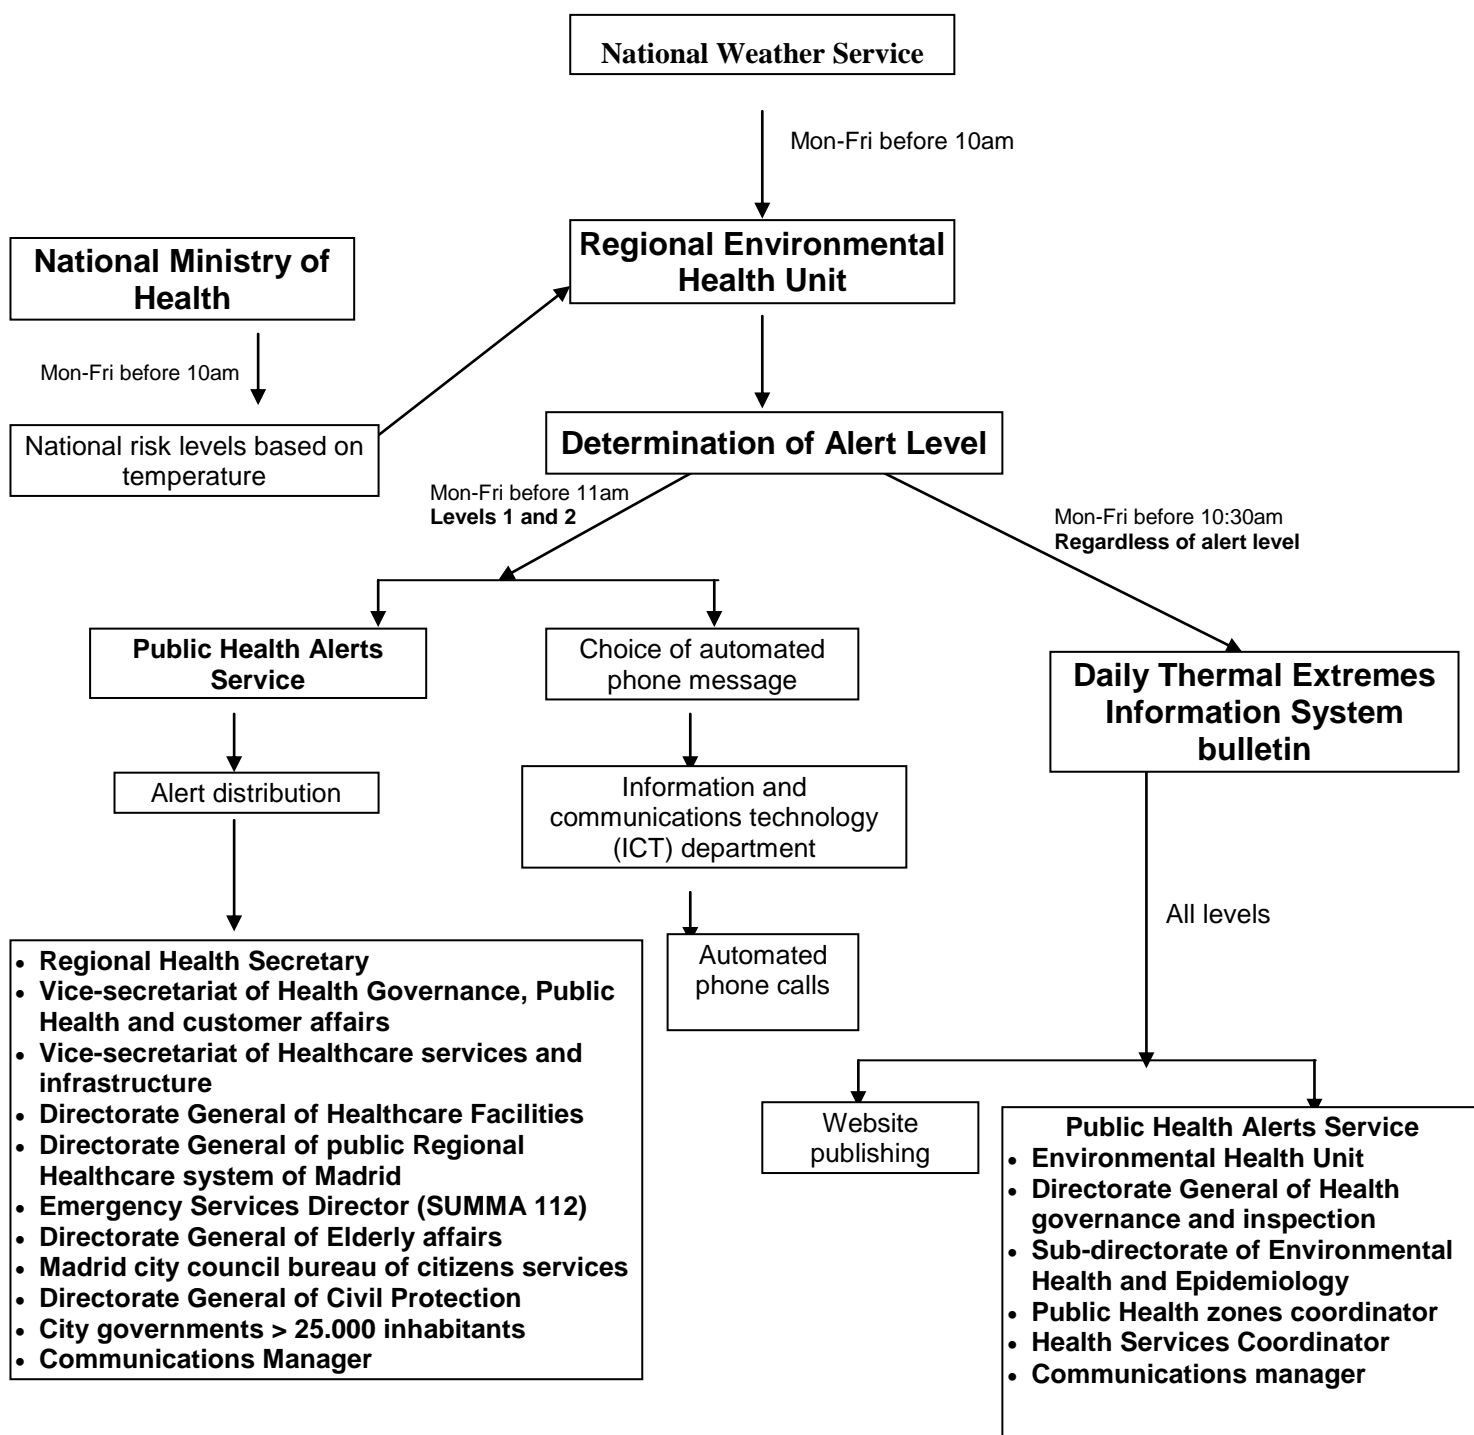 National Weather Service
Mon-Fri before 10am
Regional Environmental
Health Unit
National Ministry of
Health
Mon-Fri before 10am
National risk levels based on
temperature
Determination of Alert Level
Mon-Fri before 11am
Levels 1 and 2
Mon-Fri before 10:30am
Regardless of alert level
Public Health Alerts
Service
Choice of automated
phone message
Daily Thermal Extremes
Information System
bulletin
Alert distribution
Information and
communications technology
(ICT) department
All levels
Automated
phone calls
• Regional Health Secretary
• Vice-secretariat of Health Governance, Public
Health and customer affairs
• Vice-secretariat of Healthcare services and
infrastructure
• Directorate General of Healthcare Facilities
• Directorate General of public Regional
Healthcare system of Madrid
• Emergency Services Director (SUMMA 112)
• Directorate General of Elderly affairs
• Madrid city council bureau of citizens services
• Directorate General of Civil Protection
• City governments > 25.000 inhabitants
• Communications Manager
Website
publishing
Public Health Alerts Service
• Environmental Health Unit
• Directorate General of Health
governance and inspection
• Sub-directorate of Environmental
Health and Epidemiology
• Public Health zones coordinator
• Health Services Coordinator
• Communications manager